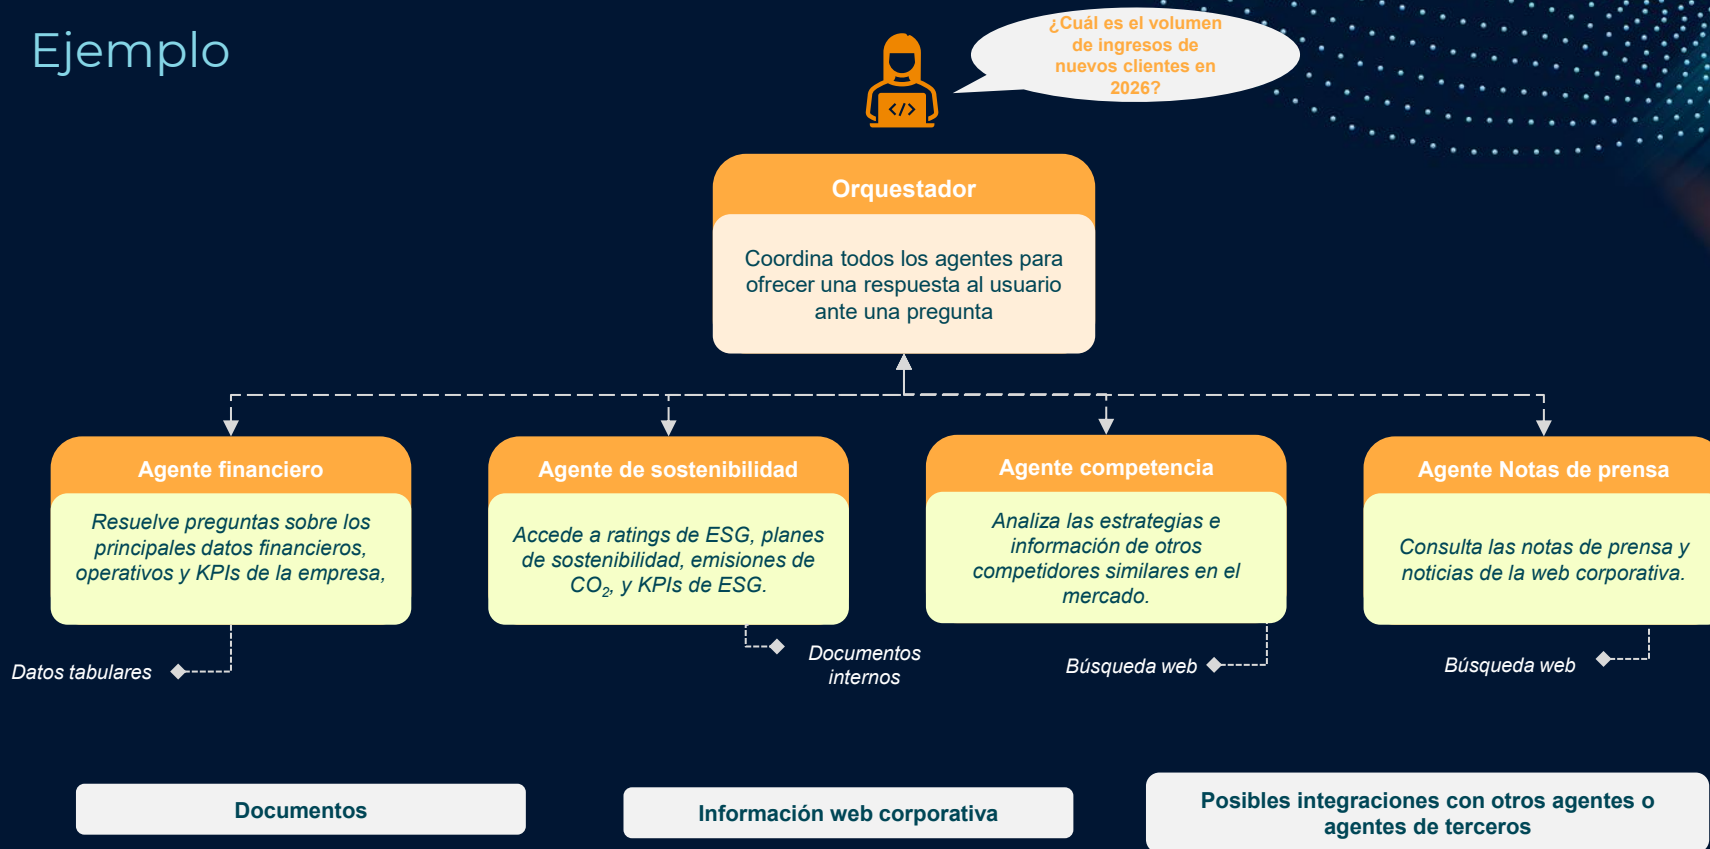 Ejemplo
¿Cuál es el volumen
de ingresos de
nuevos clientes en
2026?
</>
Orquestador
Coordina todos los agentes para
ofrecer una respuesta al usuario
ante una pregunta
Agente financiero
Resuelve preguntas sobre los
principales datos financieros,
operativos y KPIs de la empresa,
Datos tabulares
Agente de sostenibilidad
Accede a ratings de ESG, planes
de sostenibilidad, emisiones de
CO₂, y KPIs de ESG.
Documentos
internos
Agente competencia
Analiza las estrategias e
información de otros
competidores similares en el
mercado.
Búsqueda web
Agente Notas de prensa
Consulta las notas de prensa y
noticias de la web corporativa.
Búsqueda web
Documentos
Información web corporativa
Posibles integraciones con otros agentes o
agentes de terceros